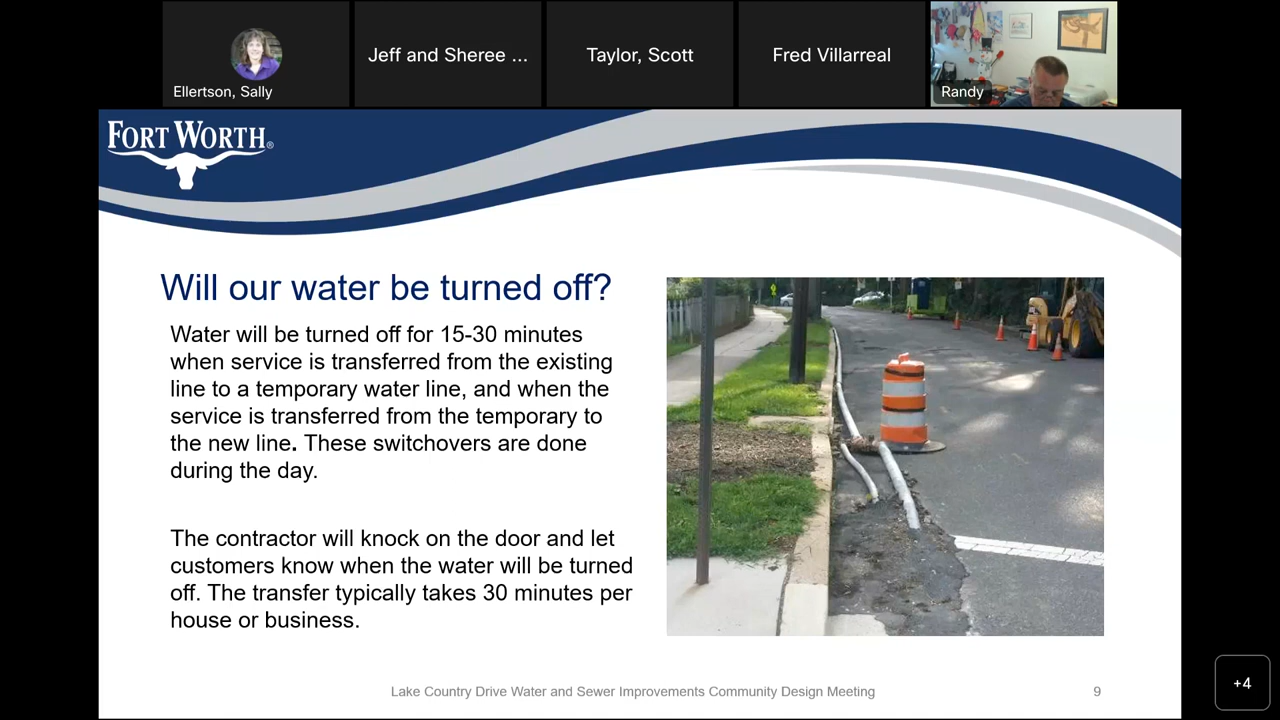 Ellertson, Sally
Jeff and Sheree ...
Taylor, Scott
Fred Villarreal
Randy
FORT WORTH®
Will our water be turned off?
Water will be turned off for 15-30 minutes
when service is transferred from the existing
line to a temporary water line, and when the
service is transferred from the temporary to
the new line. These switchovers are done
during the day.
The contractor will knock on the door and let
customers know when the water will be turned
off. The transfer typically takes 30 minutes per
house or business.
Lake Country Drive Water and Sewer Improvements Community Design Meeting
9
+4